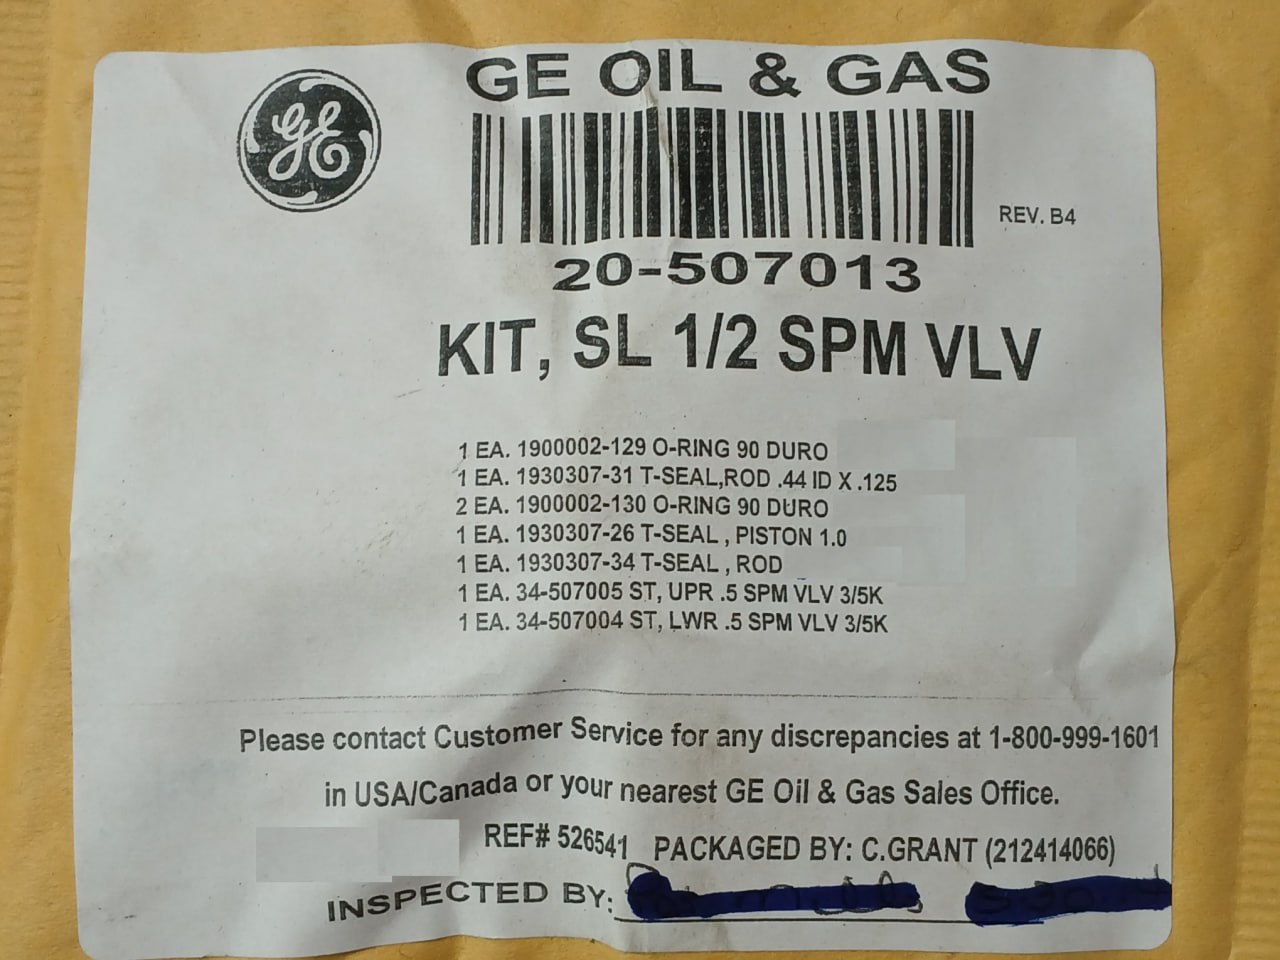 GE OIL & GAS
GE
REV. B4
20-507013
KIT, SL 1/2 SPM VLV
1 EA. 1900002-129 O-RING 90 DURO
1 EA. 1930307-31 T-SEAL,ROD .44 ID X .125
2 EA. 1900002-130 O-RING 90 DURO
1 EA. 1930307-26 T-SEAL , PISTON 1.0
1 EA. 1930307-34 T-SEAL , ROD
1 EA. 34-507005 ST, UPR .5 SPM VLV 3/5K
1 EA. 34-507004 ST, LWR .5 SPM VLV 3/5K
Please contact Customer Service for any discrepancies at 1-800-999-1601
in USA/Canada or your nearest GE Oil & Gas Sales Office.
REF# 526541 PACKAGED BY: C.GRANT (212414066)
INSPECTED BY: